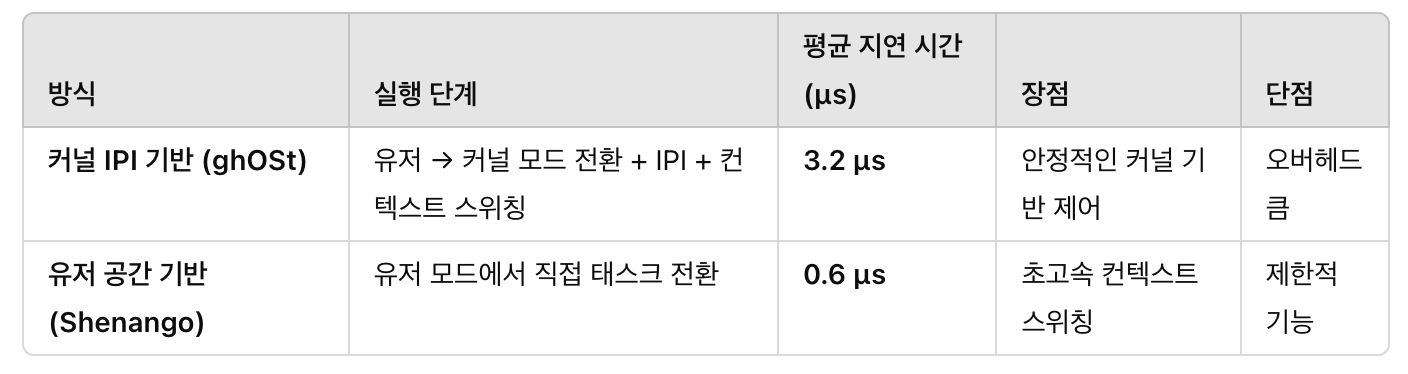 방식
실행 단계
평균 지연 시간
(µs)
장점
단점
커널 IPI 기반 (ghOSt)
유저 → 커널 모드 전환 + IPI + 컨
텍스트 스위칭
3.2 µs
안정적인 커널 기
반 제어
오버헤드
큼
유저 공간 기반
(Shenango)
유저 모드에서 직접 태스크 전환
0.6 µs
초고속 컨텍스트
스위칭
제한적
기능